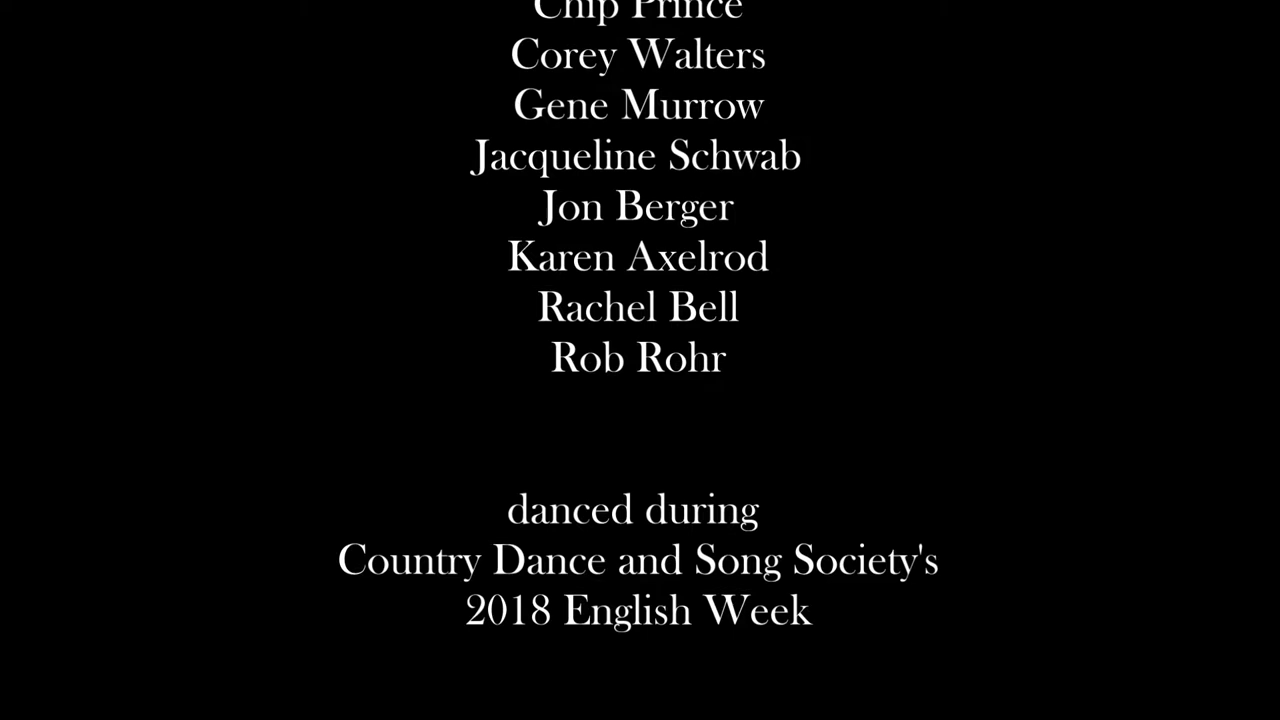 Chip Prince
Corey Walters
Gene Murrow
Jacqueline Schwab
Jon Berger
Karen Axelrod
Rachel Bell
Rob Rohr
danced during
Country Dance and Song Society's
2018 English Week